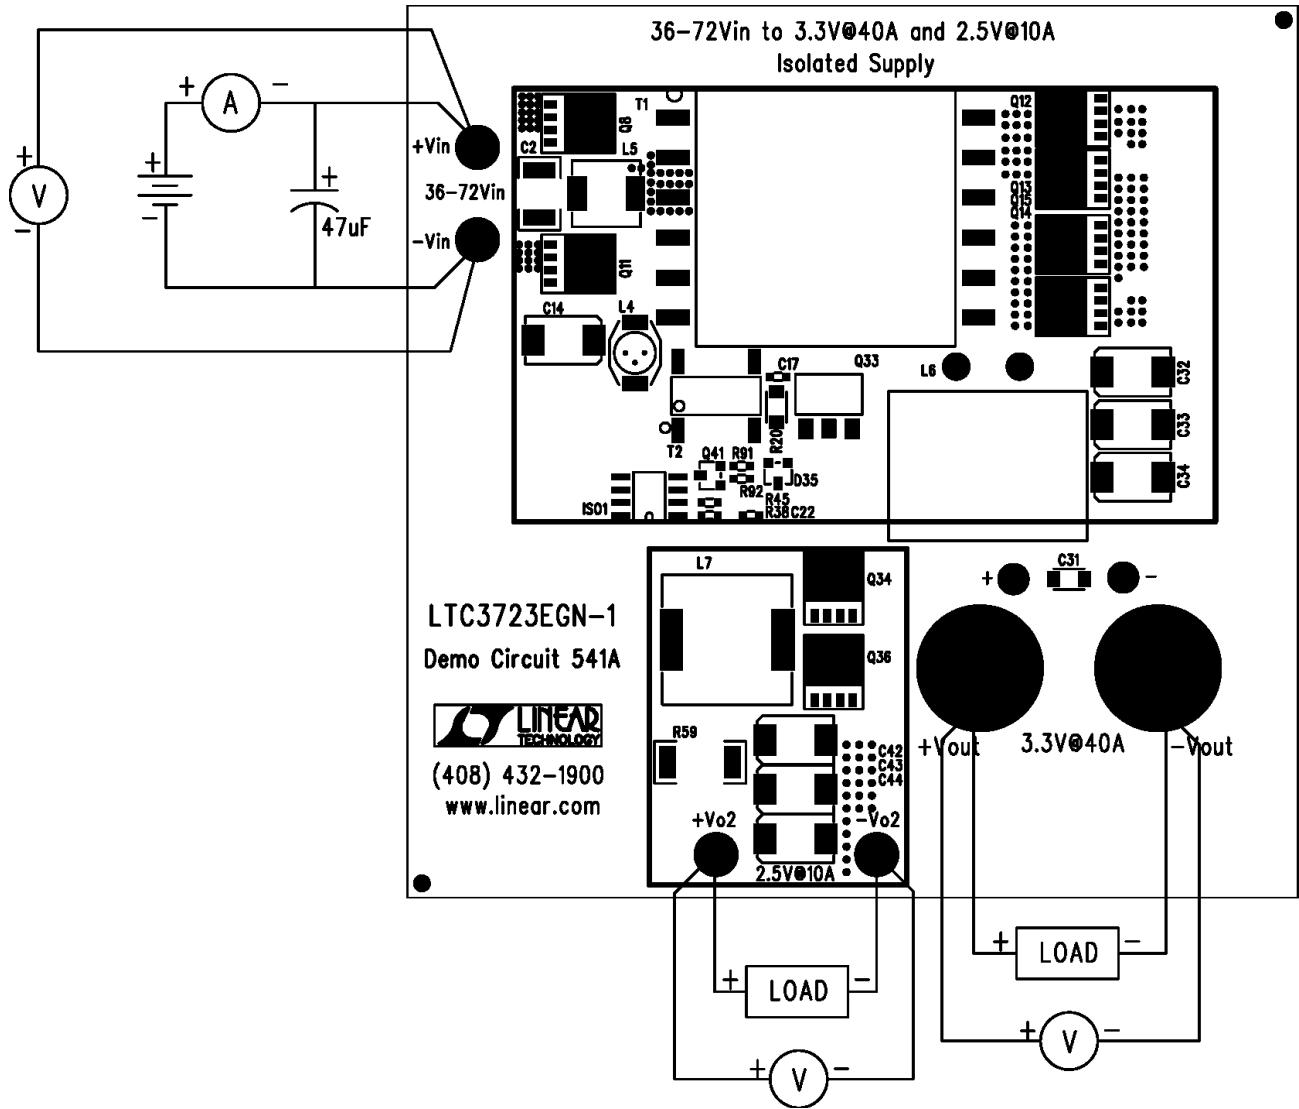 36-72Vin to 3.3V@40A and 2.5V@10A
Isolated Supply
+ A -
+
V
-
+
-
+
47uF
+Vin
36-72Vin
-Vin
C2
Q8
L5
T1
Q11
C14
L4
Q12
Q13
Q15
Q14
C17
Q33
L6
C32
C33
C34
T2
R20
Q41
R91
R92
D35
R45
R38
C22
ISO1
L7
Q34
Q36
+
C31
-
LTC3723EGN-1
Demo Circuit 541A
LINEAR
TECHNOLOGY
(408) 432-1900
www.linear.com
R59
C42
C43
C44
+Vo2
-Vo2
2.5V@10A
+Vout
3.3V@40A
-Vout
+ LOAD -
+ V -
+ LOAD -
+ V -